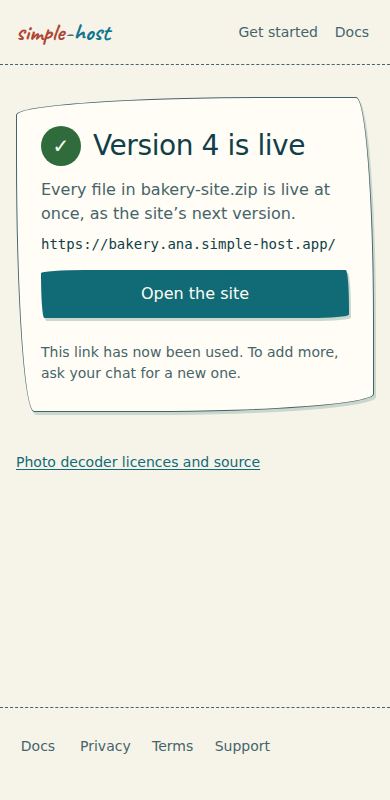 simple-host
Get started
Docs
✓ Version 4 is live
Every file in bakery-site.zip is live at
once, as the site’s next version.
https://bakery.ana.simple-host.app/
Open the site
This link has now been used. To add more,
ask your chat for a new one.
Photo decoder licences and source
Docs
Privacy
Terms
Support